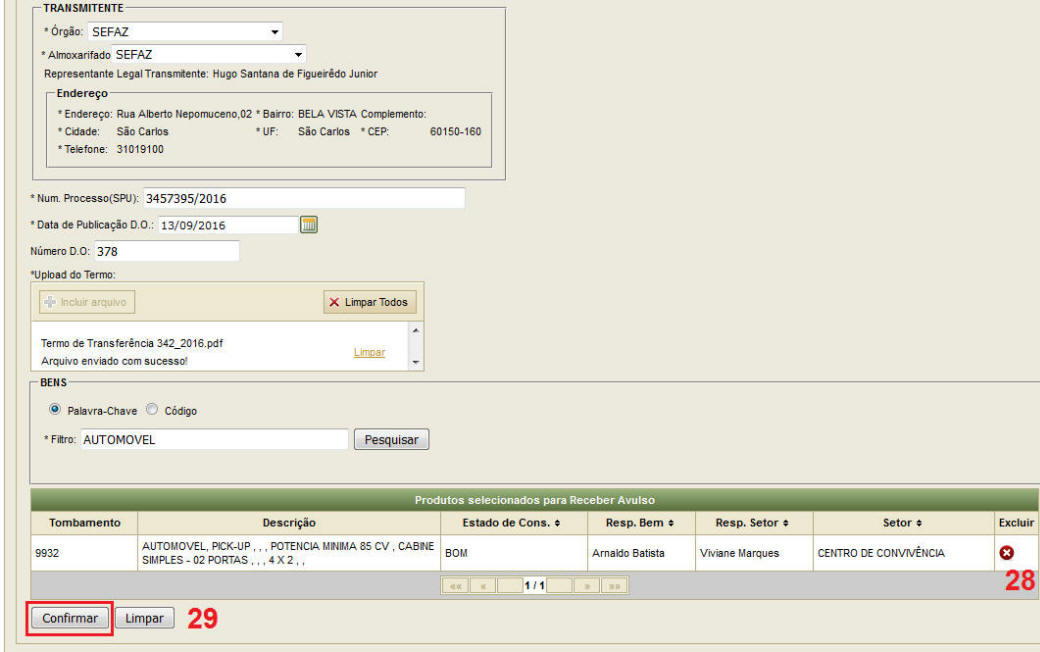 TRANSMITENTE
* Órgão: SEFAZ
* Almoxarifado SEFAZ
Representante Legal Transmitente: Hugo Santana de Figueirêdo Junior
Endereço
* Endereço: Rua Alberto Nepomuceno,02 * Bairro: BELA VISTA Complemento:
* Cidade: São Carlos * UF: São Carlos * CEP: 60150-160
* Telefone: 31019100
* Num. Processo(SPU): 3457395/2016
* Data de Publicação D.O.: 13/09/2016
Número D.O: 378
*Upload do Termo:
Incluir arquivo Limpar Todos
Termo de Transferência 342_2016.pdf
Arquivo enviado com sucesso! Limpar
BENS
Palavra-Chave Código
* Filtro: AUTOMOVEL Pesquisar
Produtos selecionados para Receber Avulso
Tombamento Descrição Estado de Cons. Resp. Bem Resp. Setor Setor Excluir
9932 AUTOMOVEL, PICK-UP , , , POTENCIA MINIMA 85 CV , CABINE SIMPLES - 02 PORTAS , , , 4 X 2 , , BOM Arnaldo Batista Viviane Marques CENTRO DE CONVIVÊNCIA
28
«« « 1 / 1 » »»
Confirmar Limpar 29